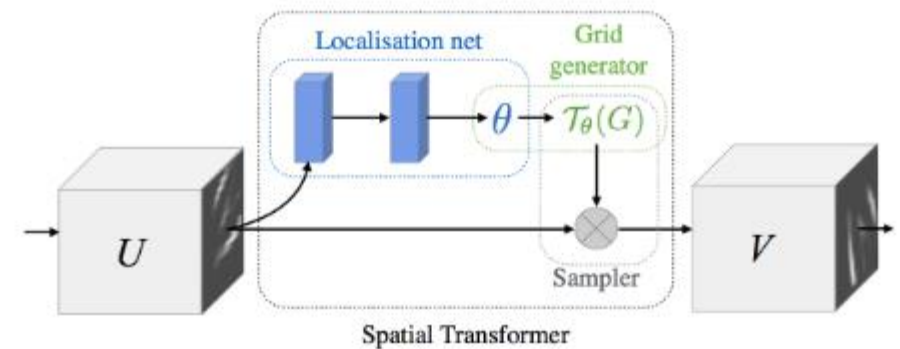 Localisation net
Grid
generator
θ
𝒯θ(G)
U
V
Sampler
Spatial Transformer